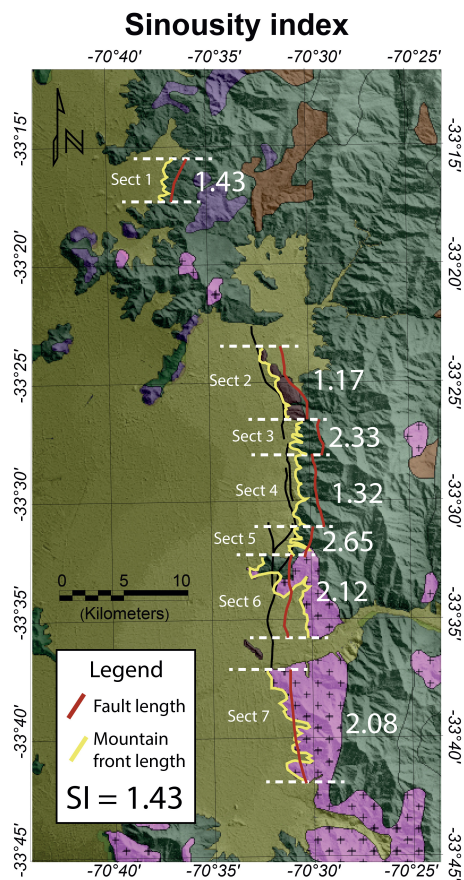 Sinousity index
-70°40' -70°35' -70°30' -70°25'
-33°15' -33°15'
Sect 1 1.43
N
-33°20' -33°20'
Sect 2 1.17
-33°25' -33°25'
Sect 3 2.33
Sect 4 1.32
-33°30' -33°30'
Sect 5 2.65
0 5 10
(Kilometers)
Sect 6 2.12
-33°35' -33°35'
Legend
Fault length
Mountain
front length
SI = 1.43
Sect 7 2.08
-33°40' -33°40'
-33°45' -33°45'
-70°40' -70°35' -70°30' -70°25'